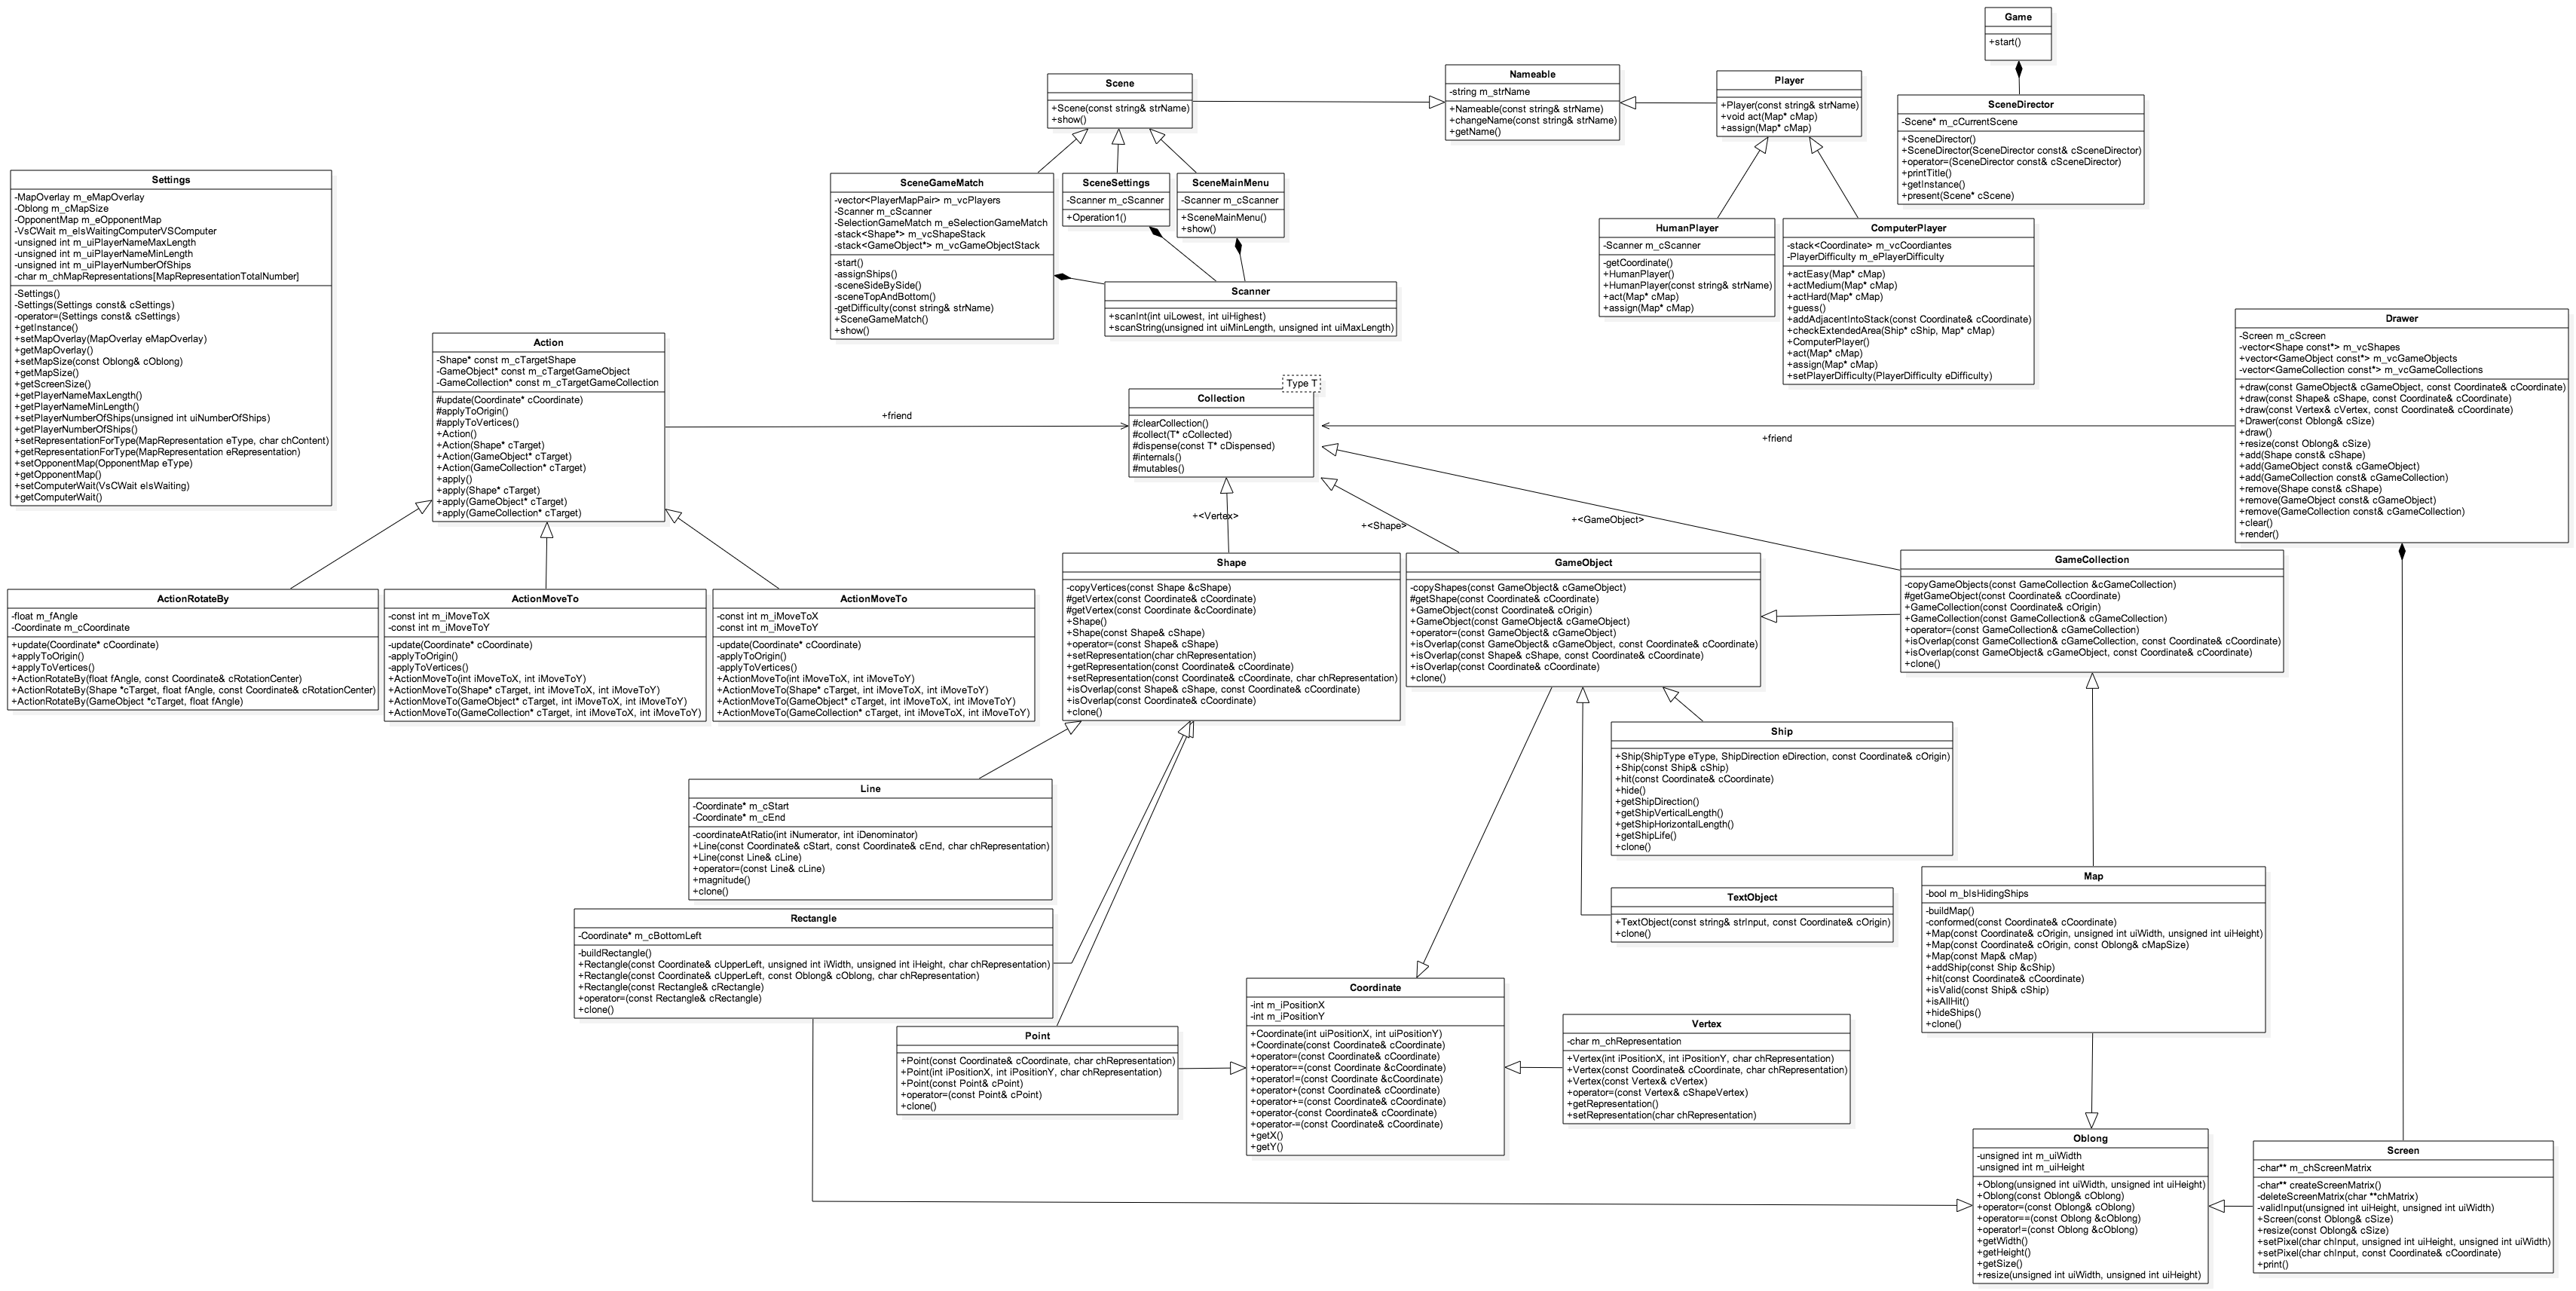 Game
+start()
Scene
+Scene(const string& strName)
+show()
Nameable
-string m_strName
+Nameable(const string& strName)
+changeName(const string& strName)
+getName()
Player
+Player(const string& strName)
+void act(Map* cMap)
+assign(Map* cMap)
SceneDirector
-Scene* m_cCurrentScene
+SceneDirector()
+SceneDirector(SceneDirector const& cSceneDirector)
+operator=(SceneDirector const& cSceneDirector)
+printTitle()
+getInstance()
+present(Scene* cScene)
Settings
-MapOverlay m_eMapOverlay
-Oblong m_cMapSize
-OpponentMap m_eOpponentMap
-VsCWait m_eIsWaitingComputerVSComputer
-unsigned int m_uiPlayerNameMaxLength
-unsigned int m_uiPlayerNameMinLength
-unsigned int m_uiPlayerNumberOfShips
-char m_chMapRepresentations[MapRepresentationTotalNumber]
-Settings()
-Settings(Settings const& cSettings)
-operator=(Settings const& cSettings)
+getInstance()
+setMapOverlay(MapOverlay eMapOverlay)
+getMapOverlay()
+setMapSize(const Oblong& cOblong)
+getMapSize()
+getScreenSize()
+getPlayerNameMaxLength()
+getPlayerNameMinLength()
+setPlayerNumberOfShips(unsigned int uiNumberOfShips)
+getPlayerNumberOfShips()
+setRepresentationForType(MapRepresentation eType, char chContent)
+getRepresentationForType(MapRepresentation eRepresentation)
+setOpponentMap(OpponentMap eType)
+getOpponentMap()
+setComputerWait(VsCWait eIsWaiting)
+getComputerWait()
SceneGameMatch
-vector<PlayerMapPair> m_vcPlayers
-Scanner m_cScanner
-SelectionGameMatch m_eSelectionGameMatch
-stack<Shape*> m_vcShapeStack
-stack<GameObject*> m_vcGameObjectStack
-start()
-assignShips()
-sceneSideBySide()
-sceneTopAndBottom()
-getDifficulty(const string& strName)
+SceneGameMatch()
+show()
SceneSettings
-Scanner m_cScanner
+Operation1()
SceneMainMenu
-Scanner m_cScanner
+SceneMainMenu()
+show()
Scanner
+scanInt(int uiLowest, int uiHighest)
+scanString(unsigned int uiMinLength, unsigned int uiMaxLength)
HumanPlayer
-Scanner m_cScanner
-getCoordinate()
+HumanPlayer()
+HumanPlayer(const string& strName)
+act(Map* cMap)
+assign(Map* cMap)
ComputerPlayer
-stack<Coordinate> m_vcCoordiantes
-PlayerDifficulty m_ePlayerDifficulty
+actEasy(Map* cMap)
+actMedium(Map* cMap)
+actHard(Map* cMap)
+guess()
+addAdjacentIntoStack(const Coordinate& cCoordinate)
+checkExtendedArea(Ship* cShip, Map* cMap)
+ComputerPlayer()
+act(Map* cMap)
+assign(Map* cMap)
+setPlayerDifficulty(PlayerDifficulty eDifficulty)
Drawer
-Screen m_cScreen
-vector<Shape const*> m_vcShapes
+vector<GameObject const*> m_vcGameObjects
-vector<GameCollection const*> m_vcGameCollections
+draw(const GameObject& cGameObject, const Coordinate& cCoordinate)
+draw(const Shape& cShape, const Coordinate& cCoordinate)
+draw(const Vertex& cVertex, const Coordinate& cCoordinate)
+Drawer(const Oblong& cSize)
+draw()
+resize(const Oblong& cSize)
+add(Shape const& cShape)
+add(GameObject const& cGameObject)
+add(GameCollection const& cGameCollection)
+remove(Shape const& cShape)
+remove(GameObject const& cGameObject)
+remove(GameCollection const& cGameCollection)
+clear()
+render()
Action
-Shape* const m_cTargetShape
-GameObject* const m_cTargetGameObject
-GameCollection* const m_cTargetGameCollection
#update(Coordinate* cCoordinate)
#applyToOrigin()
#applyToVertices()
+Action()
+Action(Shape* cTarget)
+Action(GameObject* cTarget)
+Action(GameCollection* cTarget)
+apply()
+apply(Shape* cTarget)
+apply(GameObject* cTarget)
+apply(GameCollection* cTarget)
+friend
Type T
Collection
#clearCollection()
#collect(T* cCollected)
#dispense(const T* cDispensed)
#internals()
#mutables()
+friend
+<Vertex>
+<Shape>
+<GameObject>
ActionRotateBy
-float m_fAngle
-Coordinate m_cCoordinate
+update(Coordinate* cCoordinate)
+applyToOrigin()
+applyToVertices()
+ActionRotateBy(float fAngle, const Coordinate& cRotationCenter)
+ActionRotateBy(Shape *cTarget, float fAngle, const Coordinate& cRotationCenter)
+ActionRotateBy(GameObject *cTarget, float fAngle)
ActionMoveTo
-const int m_iMoveToX
-const int m_iMoveToY
-update(Coordinate* cCoordinate)
-applyToOrigin()
-applyToVertices()
+ActionMoveTo(int iMoveToX, int iMoveToY)
+ActionMoveTo(Shape* cTarget, int iMoveToX, int iMoveToY)
+ActionMoveTo(GameObject* cTarget, int iMoveToX, int iMoveToY)
+ActionMoveTo(GameCollection* cTarget, int iMoveToX, int iMoveToY)
ActionMoveTo
-const int m_iMoveToX
-const int m_iMoveToY
-update(Coordinate* cCoordinate)
-applyToOrigin()
-applyToVertices()
+ActionMoveTo(int iMoveToX, int iMoveToY)
+ActionMoveTo(Shape* cTarget, int iMoveToX, int iMoveToY)
+ActionMoveTo(GameObject* cTarget, int iMoveToX, int iMoveToY)
+ActionMoveTo(GameCollection* cTarget, int iMoveToX, int iMoveToY)
Shape
-copyVertices(const Shape &cShape)
#getVertex(const Coordinate& cCoordinate)
#getVertex(const Coordinate &cCoordinate)
+Shape()
+Shape(const Shape& cShape)
+operator=(const Shape& cShape)
+setRepresentation(char chRepresentation)
+getRepresentation(const Coordinate& cCoordinate)
+setRepresentation(const Coordinate& cCoordinate, char chRepresentation)
+isOverlap(const Shape& cShape, const Coordinate& cCoordinate)
+isOverlap(const Coordinate& cCoordinate)
+clone()
GameObject
-copyShapes(const GameObject& cGameObject)
#getShape(const Coordinate& cCoordinate)
+GameObject(const Coordinate& cOrigin)
+GameObject(const GameObject& cGameObject)
+operator=(const GameObject& cGameObject)
+isOverlap(const GameObject& cGameObject, const Coordinate& cCoordinate)
+isOverlap(const Shape& cShape, const Coordinate& cCoordinate)
+isOverlap(const Coordinate& cCoordinate)
+clone()
GameCollection
-copyGameObjects(const GameCollection &cGameCollection)
#getGameObject(const Coordinate& cCoordinate)
+GameCollection(const Coordinate& cOrigin)
+GameCollection(const GameCollection& cGameCollection)
+operator=(const GameCollection& cGameCollection)
+isOverlap(const GameCollection& cGameCollection, const Coordinate& cCoordinate)
+isOverlap(const GameObject& cGameObject, const Coordinate& cCoordinate)
+clone()
Ship
+Ship(ShipType eType, ShipDirection eDirection, const Coordinate& cOrigin)
+Ship(const Ship& cShip)
+hit(const Coordinate& cCoordinate)
+hide()
+getShipDirection()
+getShipVerticalLength()
+getShipHorizontalLength()
+getShipLife()
+clone()
Line
-Coordinate* m_cStart
-Coordinate* m_cEnd
-coordinateAtRatio(int iNumerator, int iDenominator)
+Line(const Coordinate& cStart, const Coordinate& cEnd, char chRepresentation)
+Line(const Line& cLine)
+operator=(const Line& cLine)
+magnitude()
+clone()
TextObject
+TextObject(const string& strInput, const Coordinate& cOrigin)
+clone()
Map
-bool m_bIsHidingShips
-buildMap()
-conformed(const Coordinate& cCoordinate)
+Map(const Coordinate& cOrigin, unsigned int uiWidth, unsigned int uiHeight)
+Map(const Coordinate& cOrigin, const Oblong& cMapSize)
+Map(const Map& cMap)
+addShip(const Ship &cShip)
+hit(const Coordinate& cCoordinate)
+isValid(const Ship& cShip)
+isAllHit()
+hideShips()
+clone()
Rectangle
-Coordinate* m_cBottomLeft
-buildRectangle()
+Rectangle(const Coordinate& cUpperLeft, unsigned int iWidth, unsigned int iHeight, char chRepresentation)
+Rectangle(const Coordinate& cUpperLeft, const Oblong& cOblong, char chRepresentation)
+Rectangle(const Rectangle& cRectangle)
+operator=(const Rectangle& cRectangle)
+clone()
Point
+Point(const Coordinate& cCoordinate, char chRepresentation)
+Point(int iPositionX, int iPositionY, char chRepresentation)
+Point(const Point& cPoint)
+operator=(const Point& cPoint)
+clone()
Coordinate
-int m_iPositionX
-int m_iPositionY
+Coordinate(int uiPositionX, int uiPositionY)
+Coordinate(const Coordinate& cCoordinate)
+operator=(const Coordinate& cCoordinate)
+operator==(const Coordinate &cCoordinate)
+operator!=(const Coordinate &cCoordinate)
+operator+(const Coordinate& cCoordinate)
+operator+=(const Coordinate& cCoordinate)
+operator-(const Coordinate& cCoordinate)
+operator-=(const Coordinate& cCoordinate)
+getX()
+getY()
Vertex
-char m_chRepresentation
+Vertex(int iPositionX, int iPositionY, char chRepresentation)
+Vertex(const Coordinate& cCoordinate, char chRepresentation)
+Vertex(const Vertex& cVertex)
+operator=(const Vertex& cShapeVertex)
+getRepresentation()
+setRepresentation(char chRepresentation)
Oblong
-unsigned int m_uiWidth
-unsigned int m_uiHeight
+Oblong(unsigned int uiWidth, unsigned int uiHeight)
+Oblong(const Oblong& cOblong)
+operator=(const Oblong& cOblong)
+operator==(const Oblong &cOblong)
+operator!=(const Oblong &cOblong)
+getWidth()
+getHeight()
+getSize()
+resize(unsigned int uiWidth, unsigned int uiHeight)
Screen
-char** m_chScreenMatrix
-char** createScreenMatrix()
-deleteScreenMatrix(char **chMatrix)
-validInput(unsigned int uiHeight, unsigned int uiWidth)
+Screen(const Oblong& cSize)
+resize(const Oblong& cSize)
+setPixel(char chInput, unsigned int uiHeight, unsigned int uiWidth)
+setPixel(char chInput, const Coordinate& cCoordinate)
+print()